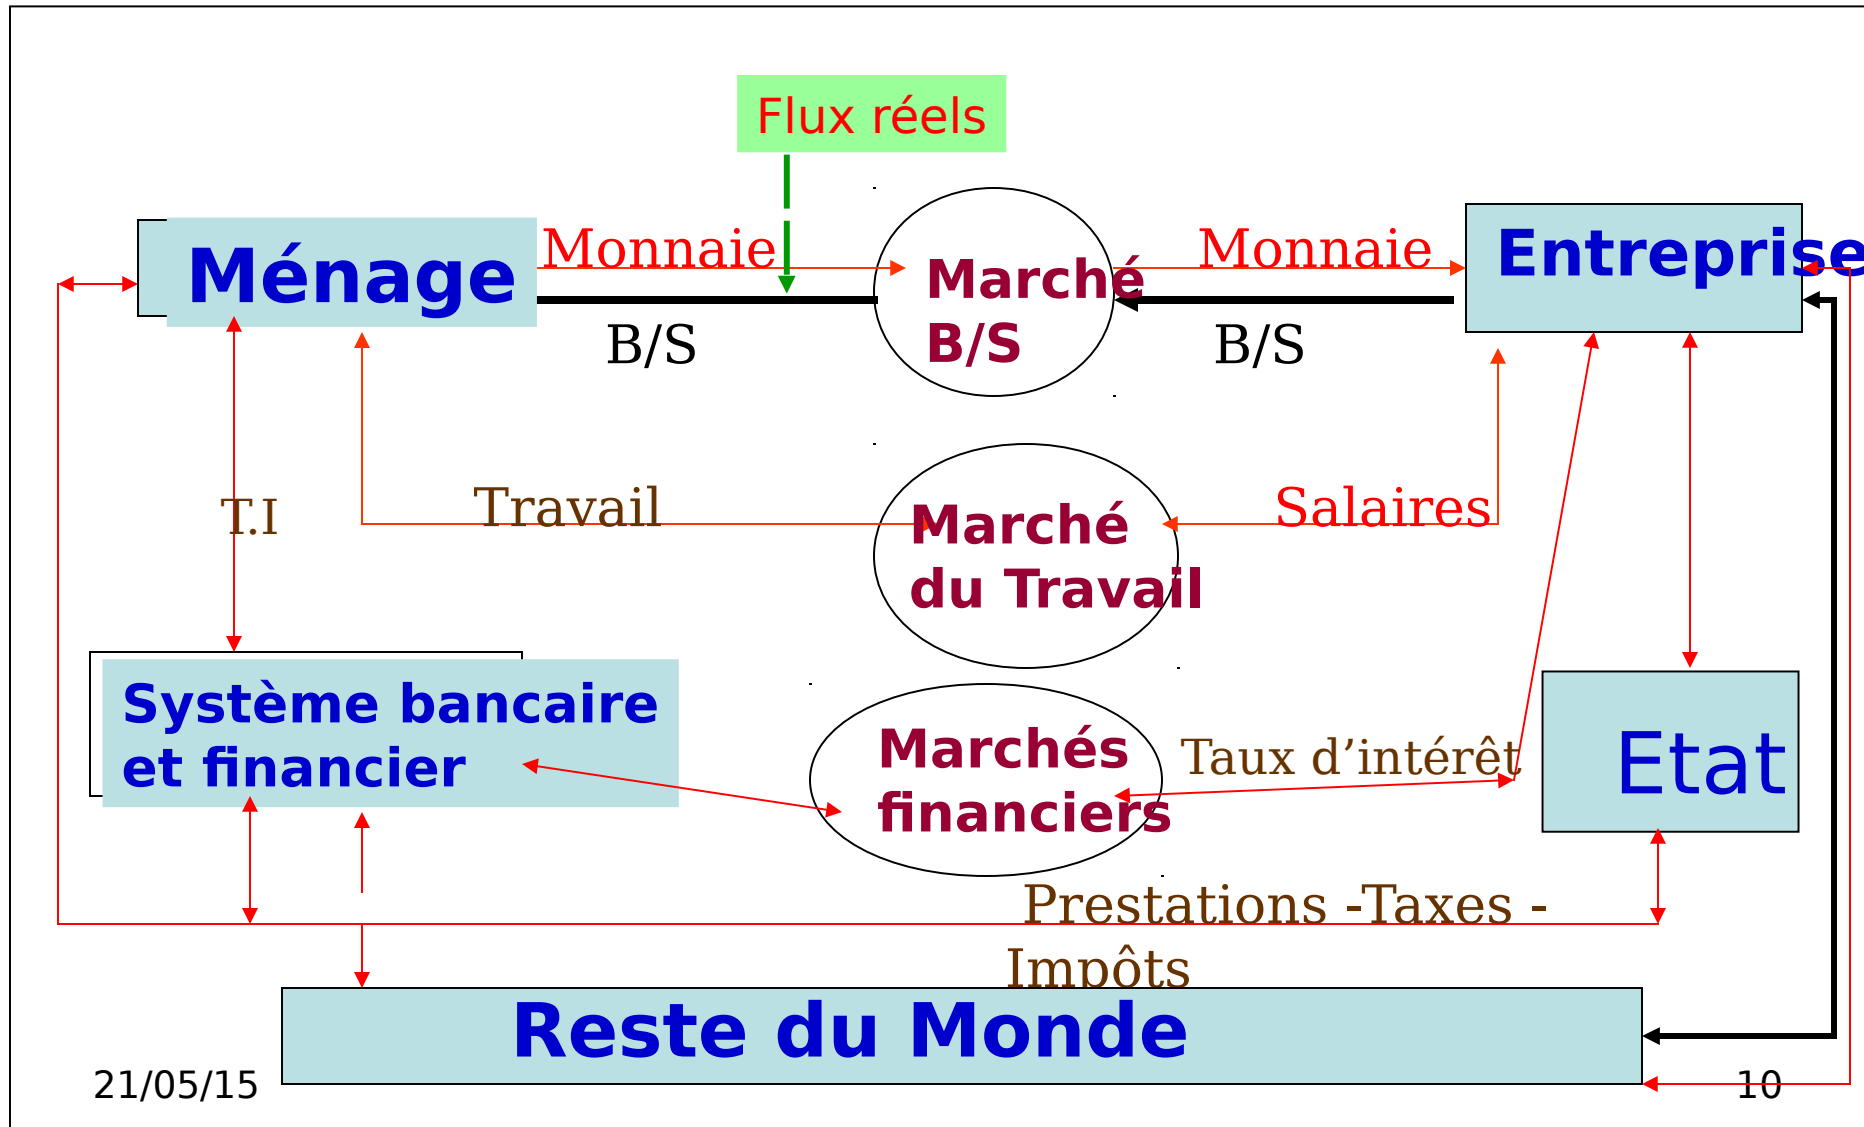 Flux réels
Ménage
Monnaie
Marché
B/S
Monnaie
Entreprise
B/S
B/S
T.I
Travail
Marché
du Travail
Salaires
Système bancaire
et financier
Marchés
financiers
Taux d’intérêt
Etat
Prestations -Taxes -
Impôts
Reste du Monde
21/05/15
10